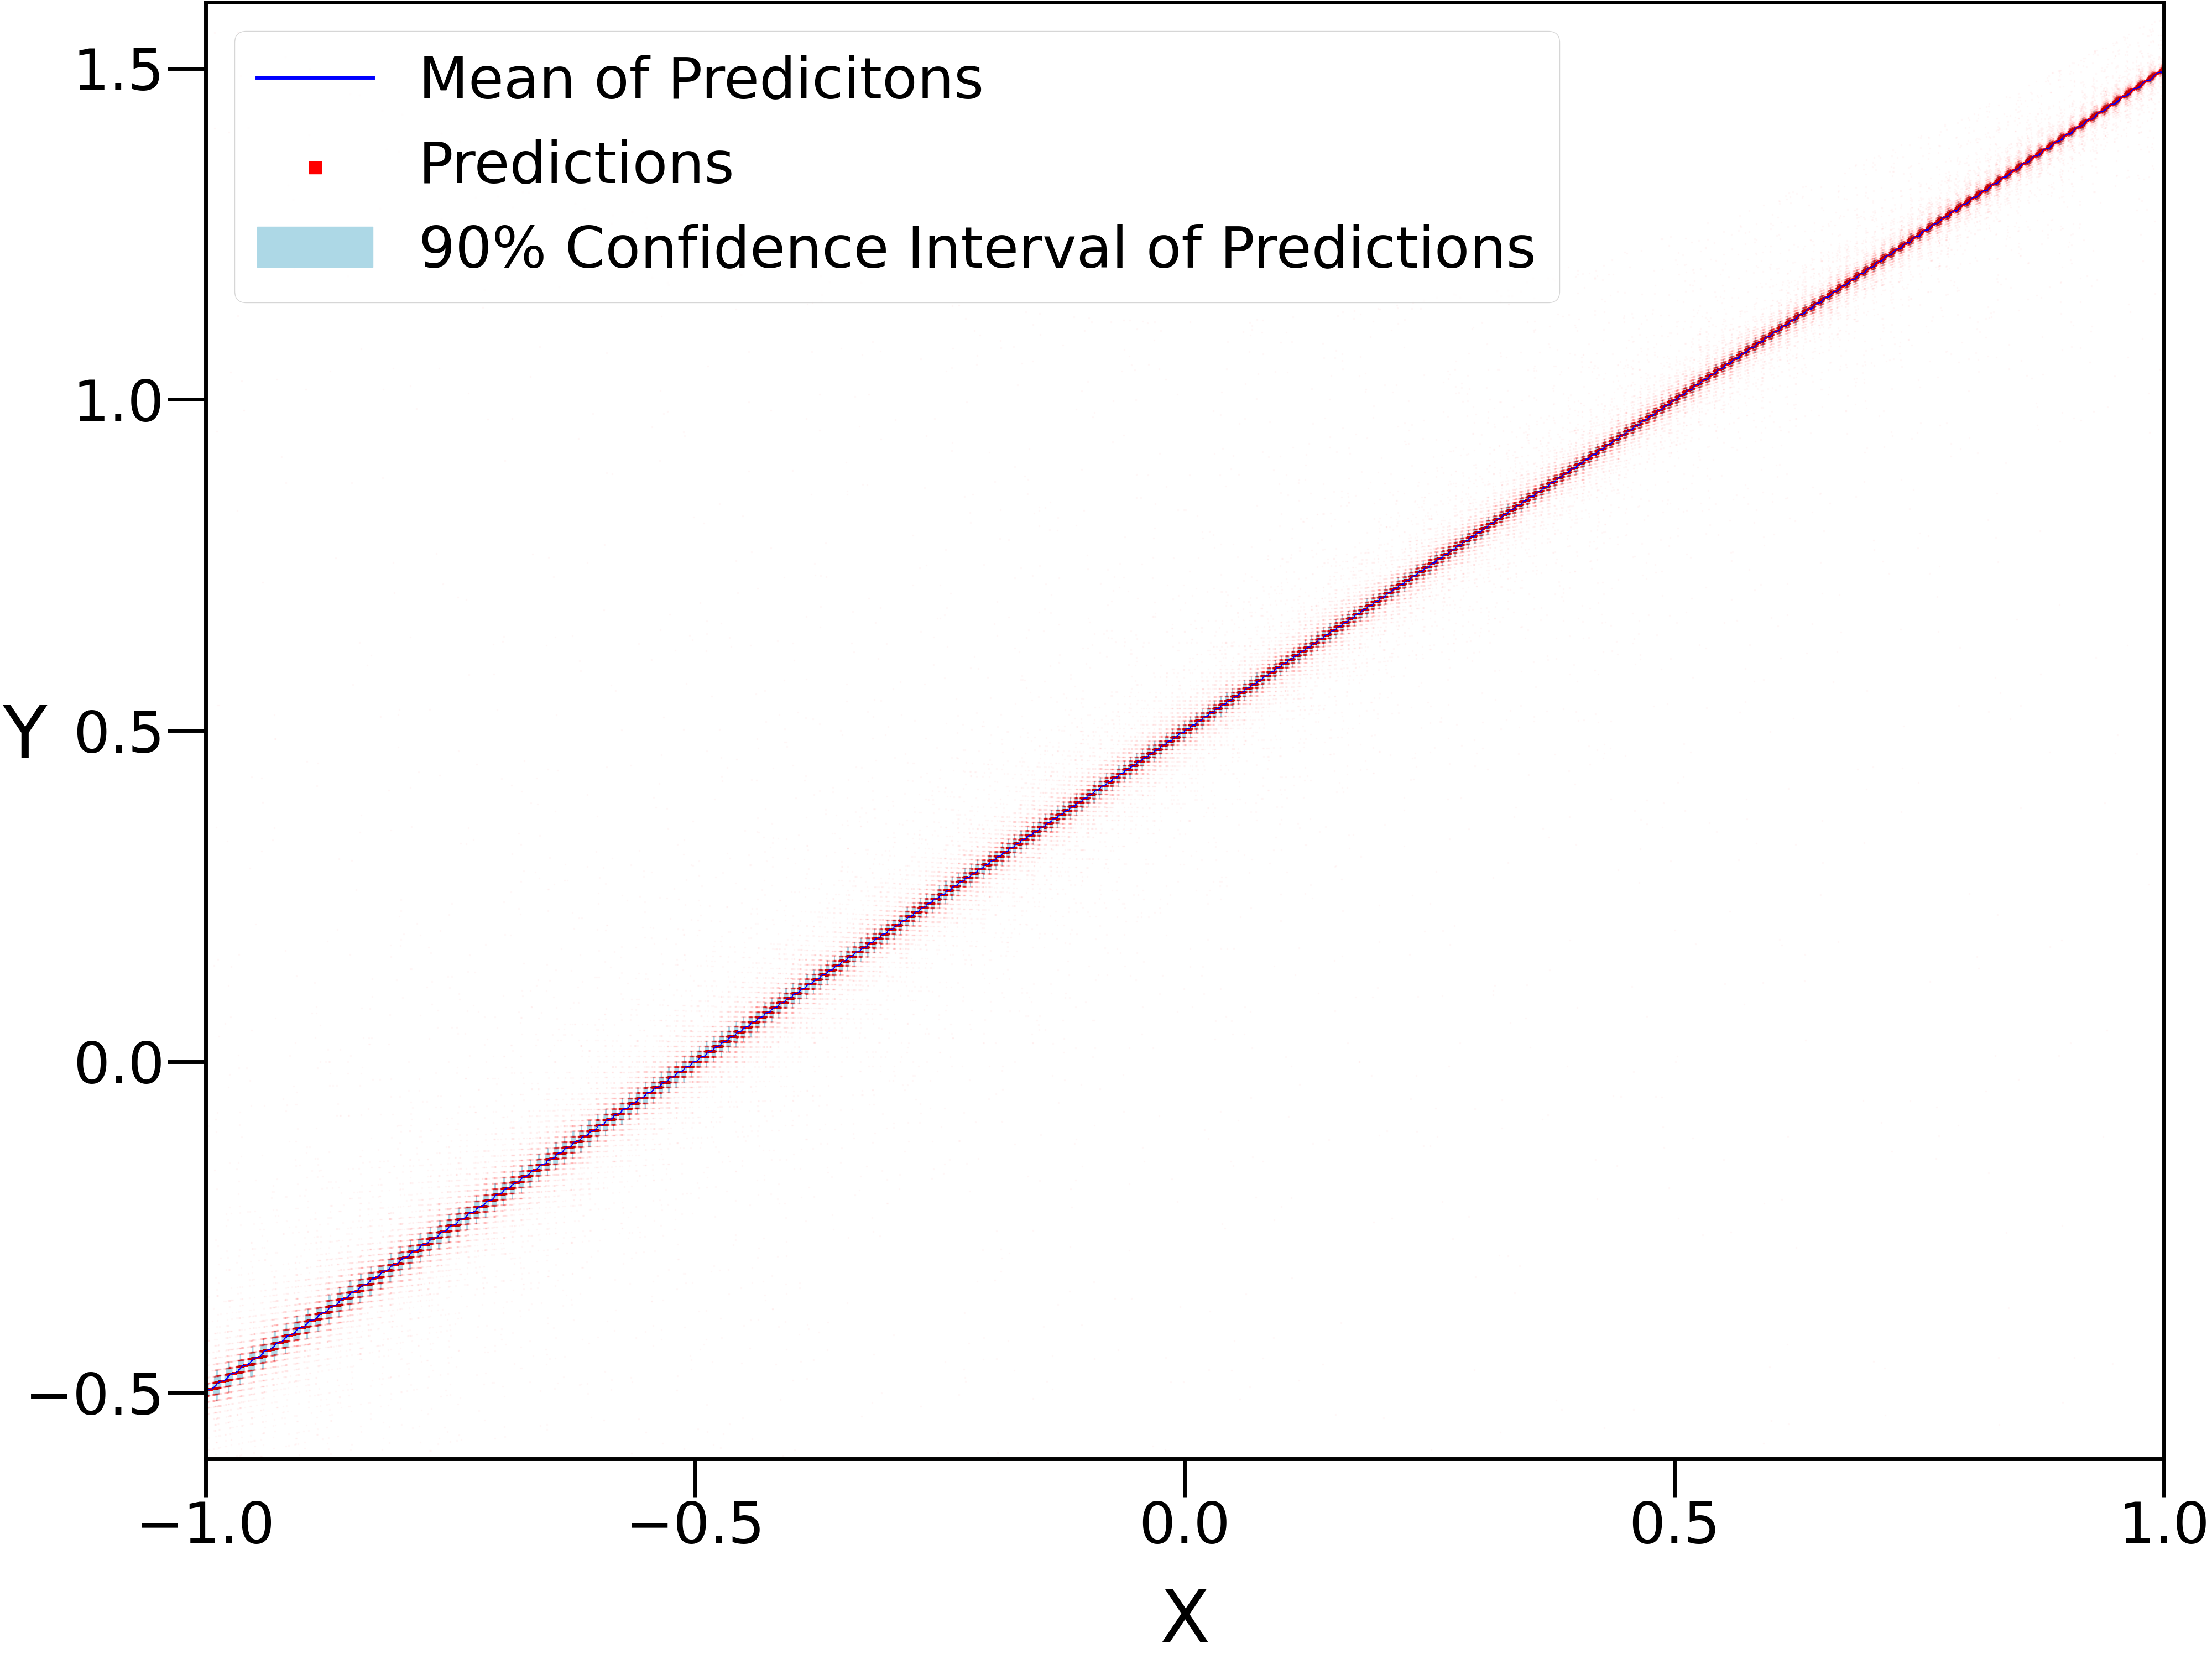 Mean of Predicitons
Predictions
90% Confidence Interval of Predictions
1.5
1.0
Y 0.5
0.0
−0.5
−1.0 −0.5 0.0 0.5 1.0
X